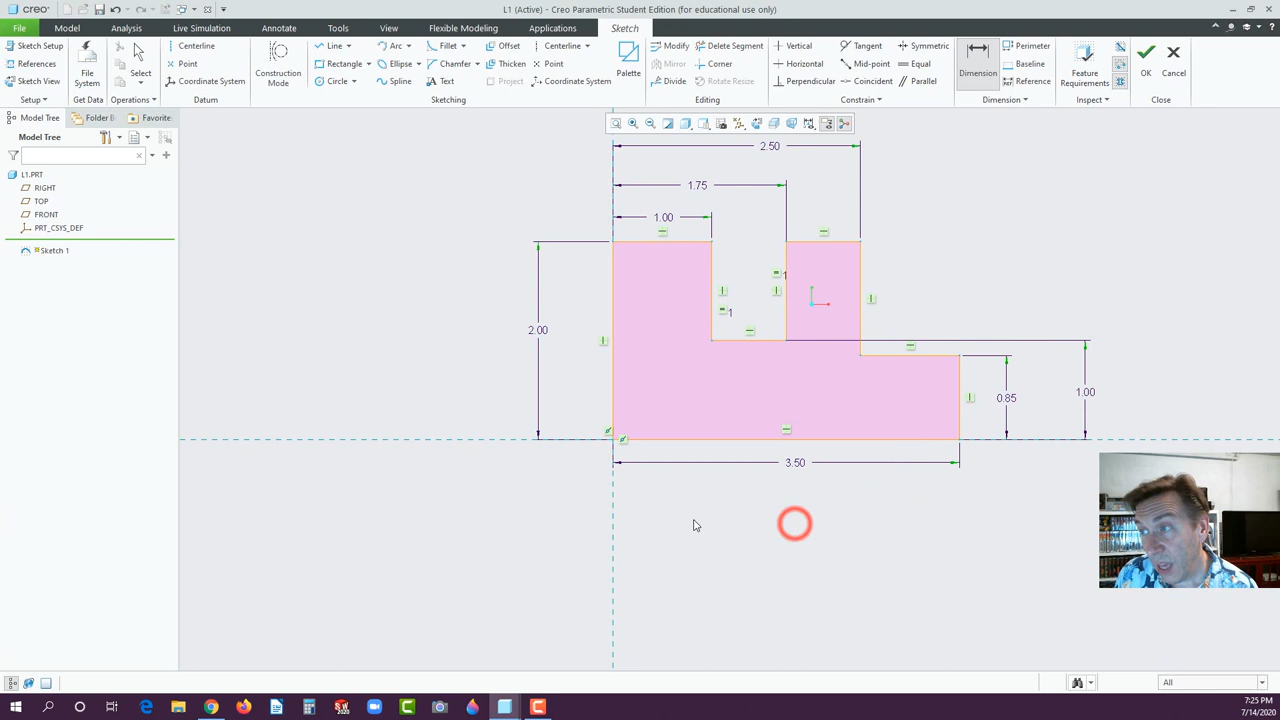 creo® L1 (Active) - Creo Parametric Student Edition (for educational use only)
File Model Analysis Live Simulation Annotate Tools View Flexible Modeling Applications Sketch
Sketch Setup
References
Sketch View
Setup
File System
Get Data
Select
Operations
Centerline
Point
Coordinate System
Datum
Construction Mode
Line Arc Fillet Offset Centerline
Rectangle Ellipse Chamfer Thicken Point
Circle Spline Text Project Coordinate System
Sketching
Palette
Modify Delete Segment
Mirror Corner
Divide Rotate Resize
Editing
Vertical Tangent Symmetric
Horizontal Mid-point Equal
Perpendicular Coincident Parallel
Constrain
Dimension
Perimeter
Baseline
Reference
Dimension
Feature Requirements
Inspect
OK
Cancel
Close
Model Tree Folder B Favorite
Model Tree
L1.PRT
RIGHT
TOP
FRONT
PRT_CSYS_DEF
Sketch 1
2.50
1.75
1.00
1
1
2.00
0.85
1.00
3.50
All
7:25 PM
7/14/2020